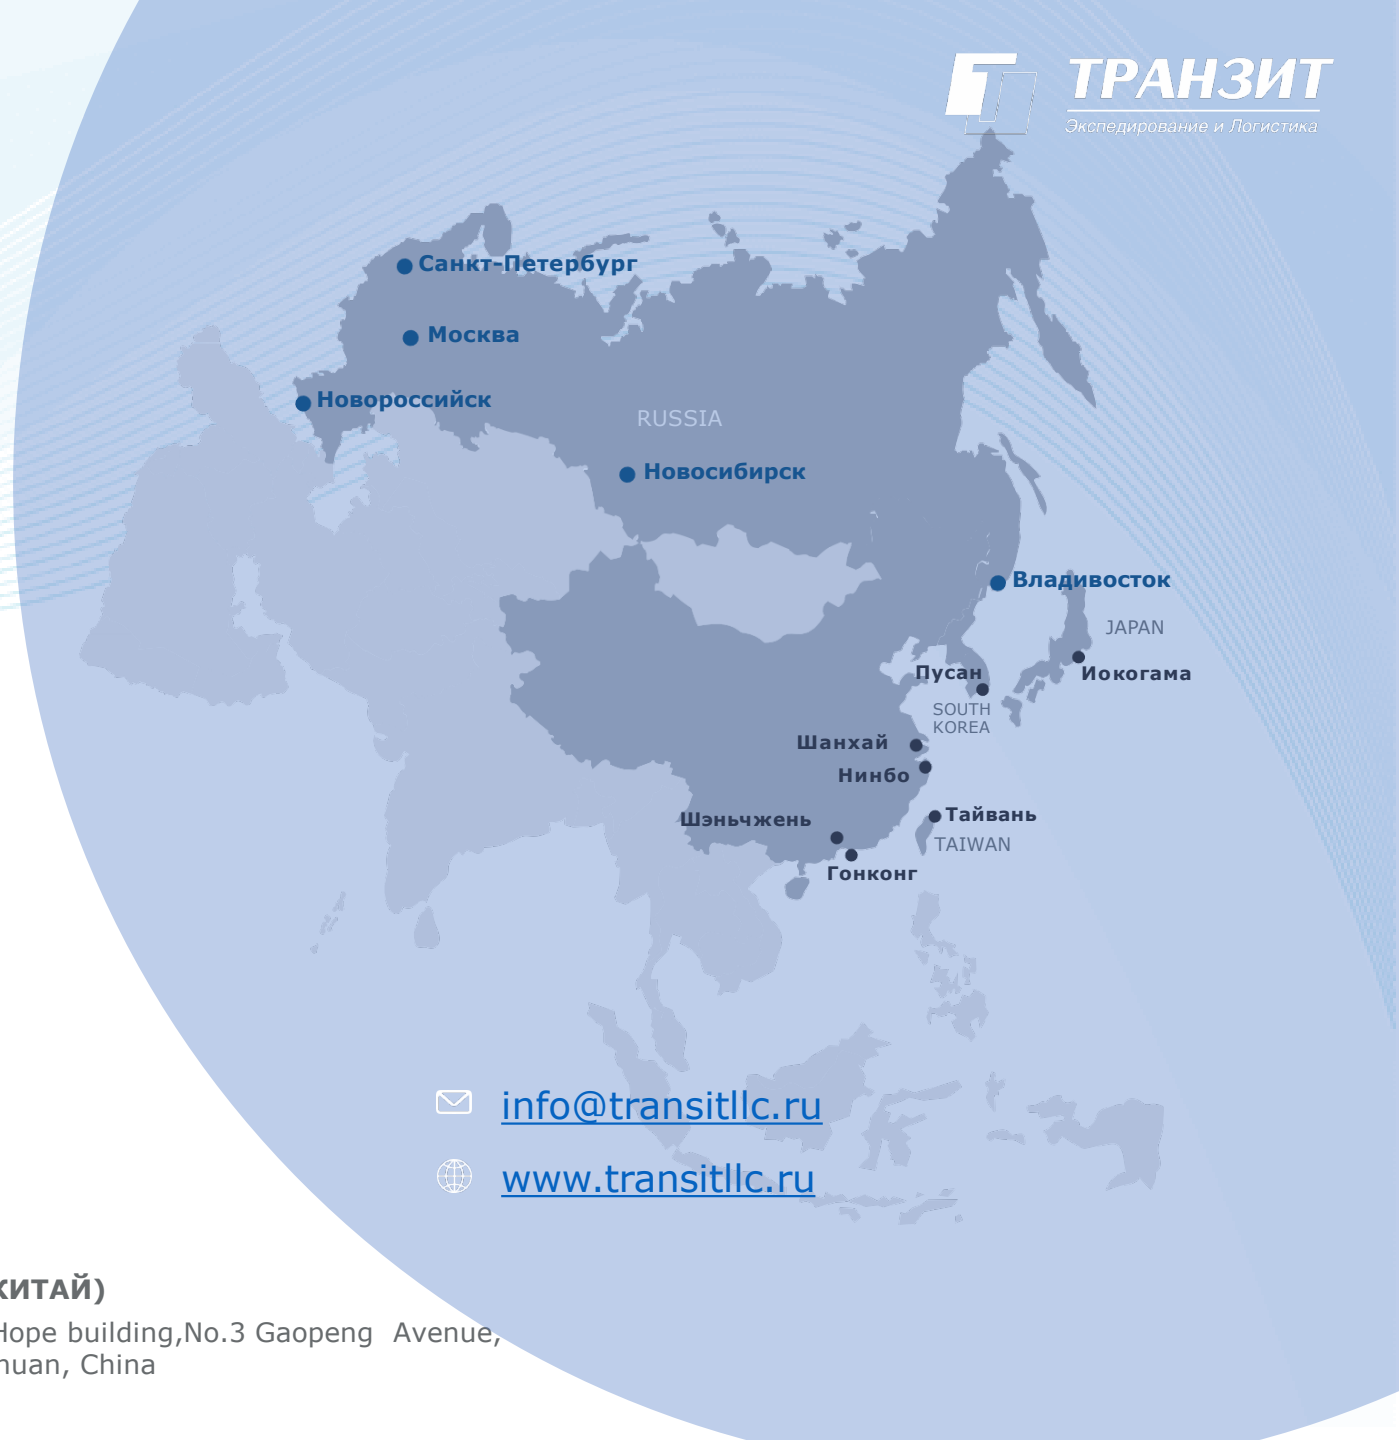 ТРАНЗИТ
Экспедирование и Логистика
Санкт-Петербург
Москва
Новороссийск
RUSSIA
Новосибирск
Владивосток
JAPAN
Пусан
Иокогама
SOUTH
KOREA
Шанхай
Нинбо
Шэньчжень
Тайвань
TAIWAN
Гонконг
info@transitllc.ru
www.transitllc.ru
КИТАЙ)
Hope building,No.3 Gaopeng Avenue,
huan, China